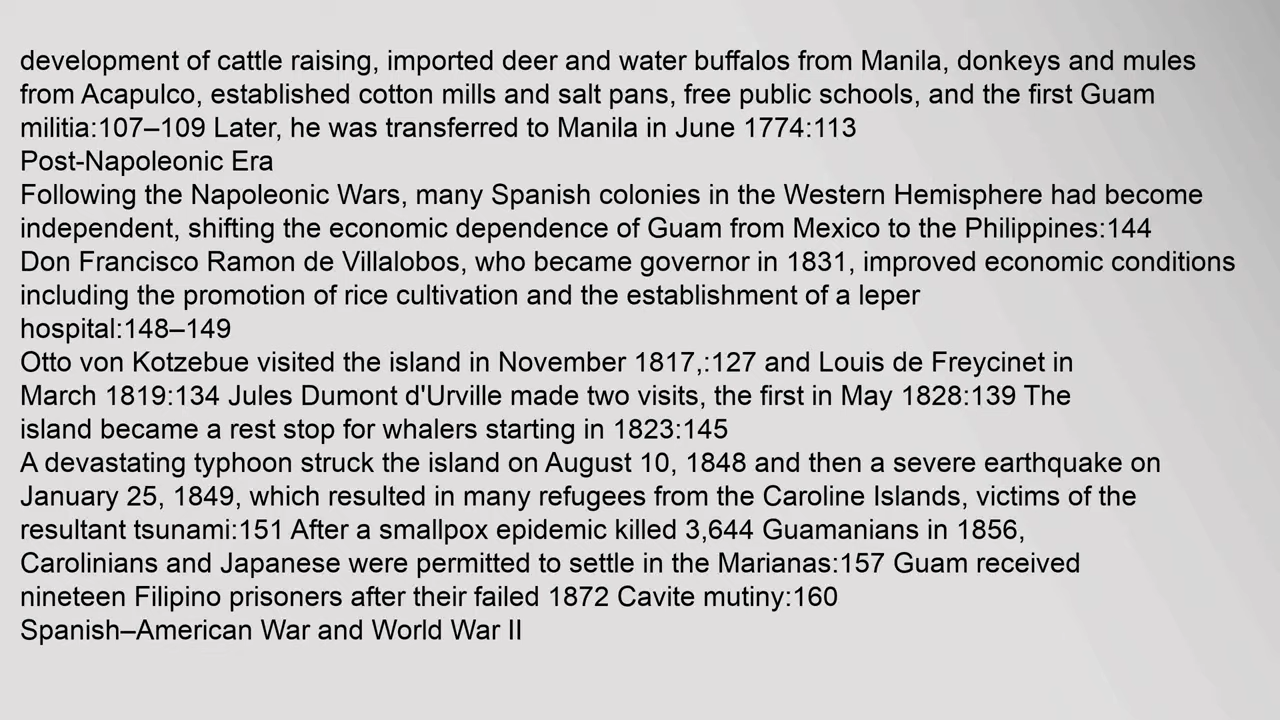 development of cattle raising, imported deer and water buffalos from Manila, donkeys and mules
from Acapulco, established cotton mills and salt pans, free public schools, and the first Guam
militia:107–109 Later, he was transferred to Manila in June 1774:113
Post-Napoleonic Era
Following the Napoleonic Wars, many Spanish colonies in the Western Hemisphere had become
independent, shifting the economic dependence of Guam from Mexico to the Philippines:144
Don Francisco Ramon de Villalobos, who became governor in 1831, improved economic conditions
including the promotion of rice cultivation and the establishment of a leper
hospital:148–149
Otto von Kotzebue visited the island in November 1817,:127 and Louis de Freycinet in
March 1819:134 Jules Dumont d'Urville made two visits, the first in May 1828:139 The
island became a rest stop for whalers starting in 1823:145
A devastating typhoon struck the island on August 10, 1848 and then a severe earthquake on
January 25, 1849, which resulted in many refugees from the Caroline Islands, victims of the
resultant tsunami:151 After a smallpox epidemic killed 3,644 Guamanians in 1856,
Carolinians and Japanese were permitted to settle in the Marianas:157 Guam received
nineteen Filipino prisoners after their failed 1872 Cavite mutiny:160
Spanish–American War and World War II